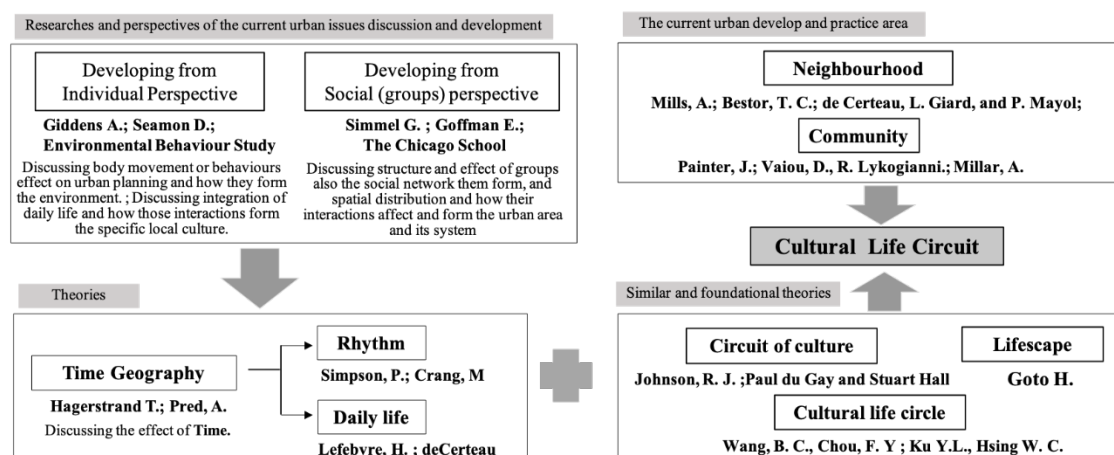 Researches and perspectives of the current urban issues discussion and development
Developing from
Individual Perspective
Giddens A.; Seamon D.;
Environmental Behaviour Study
Discussing body movement or behaviours
effect on urban planning and how they form
the environment. ; Discussing integration of
daily life and how those interactions form
the specific local culture.
Developing from
Social (groups) perspective
Simmel G. ; Goffman E.;
The Chicago School
Discussing structure and effect of groups
also the social network them form, and
spatial distribution and how their
interactions affect and form the urban area
and its system
Theories
Time Geography
Hagerstrand T.; Pred, A.
Discussing the effect of Time.
Rhythm
Simpson, P.; Crang, M
Daily life
Lefebvre, H. ; deCerteau
The current urban develop and practice area
Neighbourhood
Mills, A.; Bestor, T. C.; de Certeau, L. Giard, and P. Mayol;
Community
Painter, J.; Vaiou, D., R. Lykogianni.; Millar, A.
Cultural Life Circuit
Similar and foundational theories
Circuit of culture
Johnson, R. J. ;Paul du Gay and Stuart Hall
Lifescape
Goto H.
Cultural life circle
Wang, B. C., Chou, F. Y ; Ku Y.L., Hsing W. C.